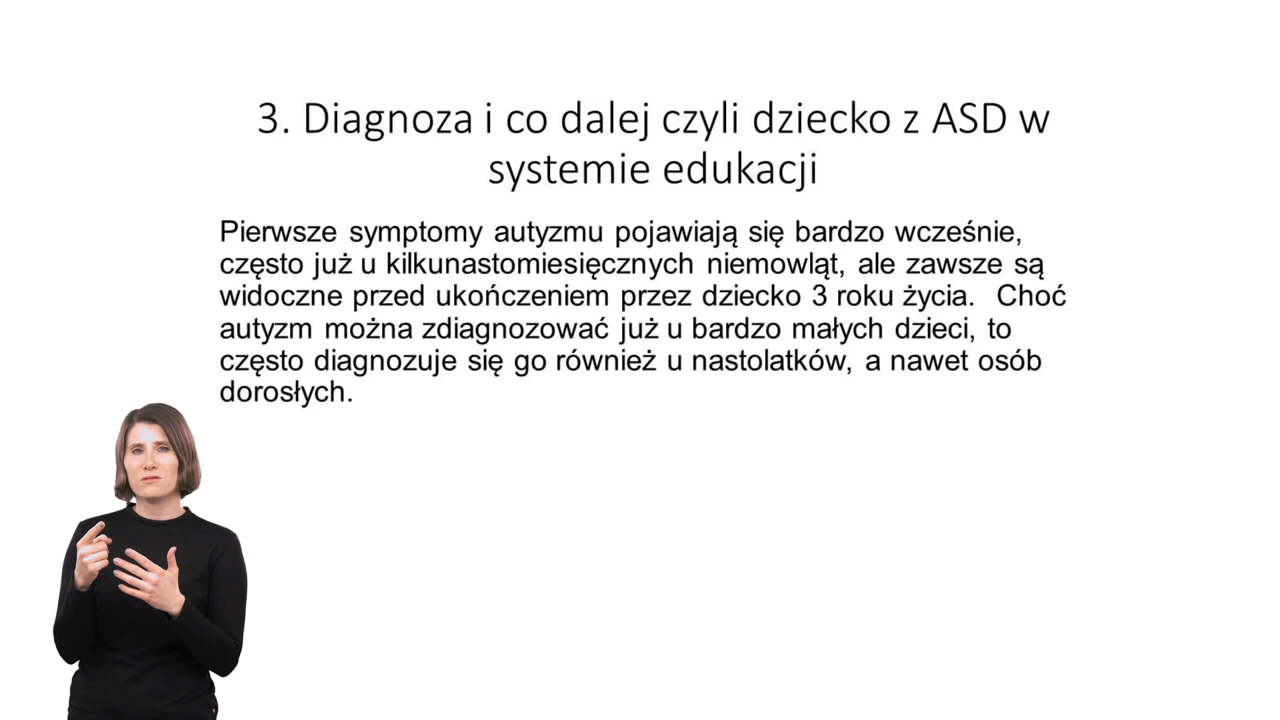 3. Diagnoza i co dalej czyli dziecko z ASD w
systemie edukacji
Pierwsze symptomy autyzmu pojawiają się bardzo wcześnie,
często już u kilkunastomiesięcznych niemowląt, ale zawsze są
widoczne przed ukończeniem przez dziecko 3 roku życia. Choć
autyzm można zdiagnozować już u bardzo małych dzieci, to
często diagnozuje się go również u nastolatków, a nawet osób
dorosłych.